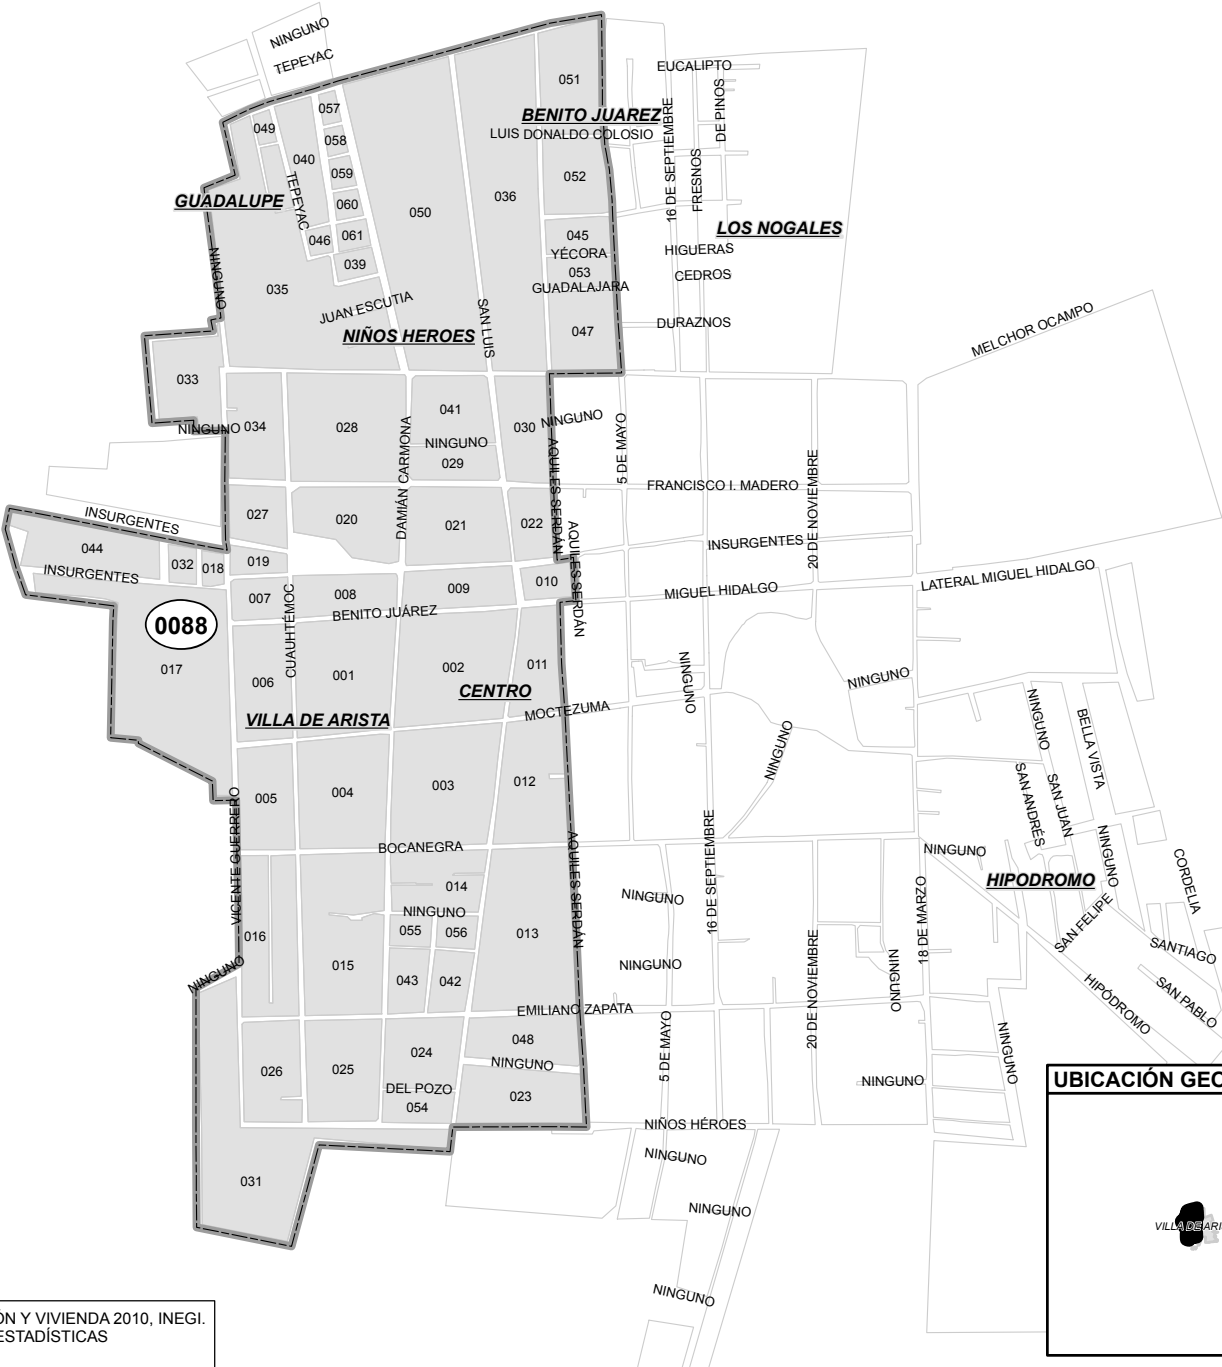 NINGUNO
TEPEYAC
051
EUCALIPTO
057
049
BENITO JUAREZ
16 DE SEPTIEMBRE
DE PINOS
LUIS DONALDO COLOSIO
058
040
059
052
FRESNOS
GUADALUPE
TEPEYAC
060
050
036
LOS NOGALES
046
061
045
YÉCORA
HIGUERAS
039
053
CEDROS
NINGUNO
035
GUADALAJARA
JUAN ESCUTIA
SAN LUIS
NIÑOS HEROES
047
DURAZNOS
MELCHOR OCAMPO
033
041
NINGUNO
034
028
030
NINGUNO
DAMIÁN CARMONA
NINGUNO
029
AQUILES SERDÁN
5 DE MAYO
20 DE NOVIEMBRE
FRANCISCO I. MADERO
INSURGENTES
027
020
021
022
AQUILES SERDÁN
INSURGENTES
044
032
018
019
INSURGENTES
007
008
009
010
MIGUEL HIDALGO
LATERAL MIGUEL HIDALGO
BENITO JUÁREZ
CUAUHTÉMOC
0088
017
006
001
002
011
CENTRO
NINGUNO
NINGUNO
VILLA DE ARISTA
MOCTEZUMA
NINGUNO
BELLA VISTA
NINGUNO
005
004
003
012
SAN ANDRÉS
SAN JUAN
VICENTE GUERRERO
BOCANEGRA
AQUILES SERDÁN
16 DE SEPTIEMBRE
NINGUNO
NINGUNO
CORDELIA
HIPODROMO
014
NINGUNO
NINGUNO
055
056
18 DE MARZO
SAN FELIPE
016
015
013
20 DE NOVIEMBRE
SANTIAGO
NINGUNO
NINGUNO
NINGUNO
043
042
HIPÓDROMO
SAN PABLO
EMILIANO ZAPATA
5 DE MAYO
NINGUNO
048
024
NINGUNO
026
025
DEL POZO
054
023
NINGUNO
UBICACIÓN GEO
NIÑOS HÉROES
NINGUNO
031
NINGUNO
VILLA DE ARI
NINGUNO
ÓN Y VIVIENDA 2010, INEGI.
ESTADÍSTICAS